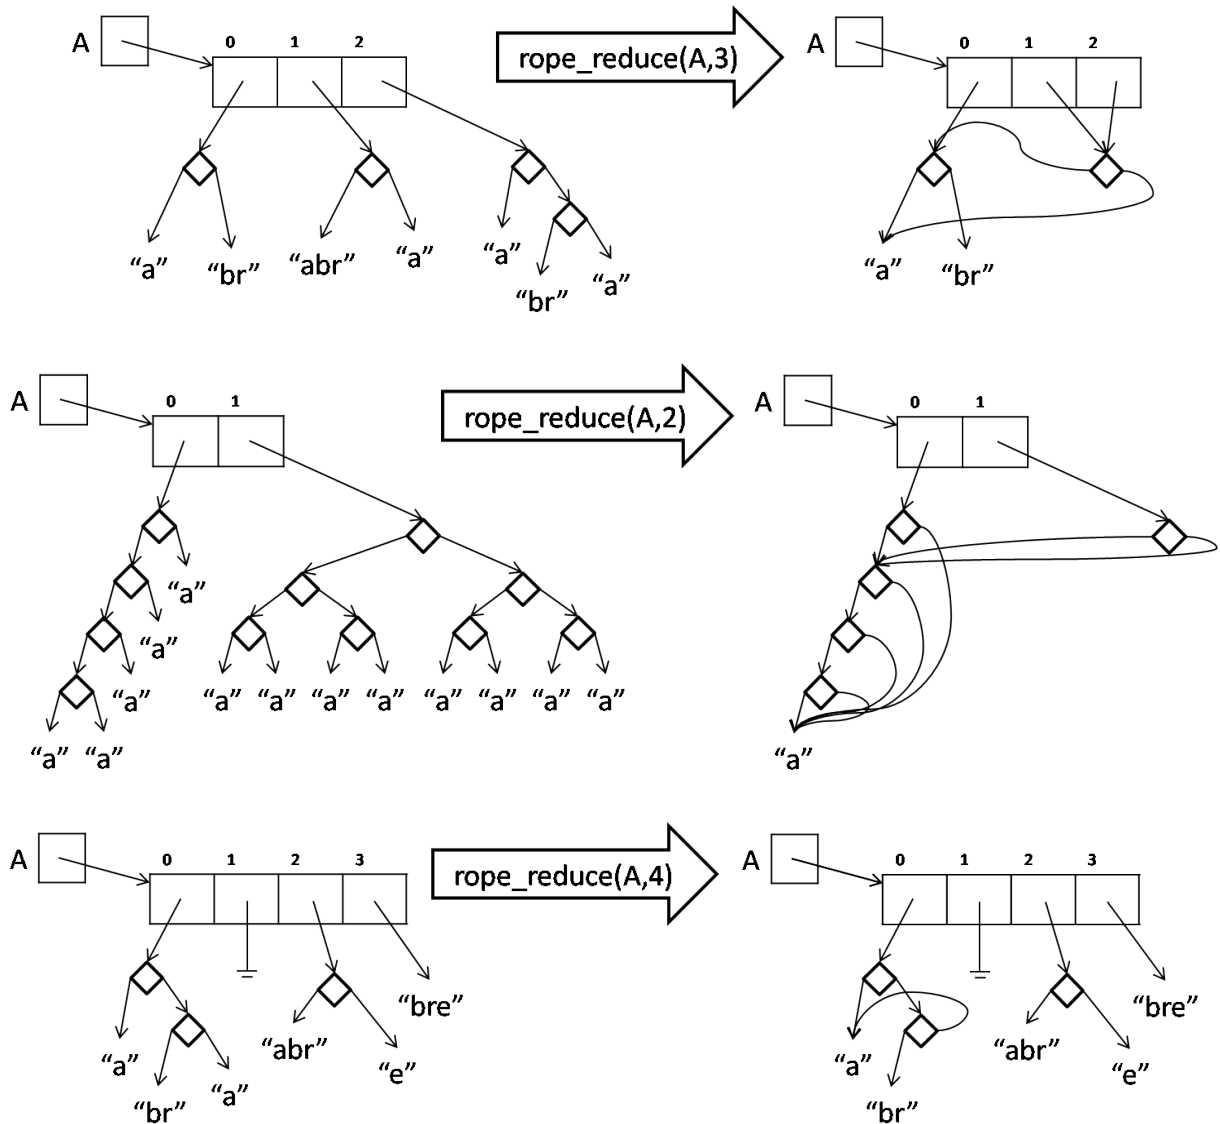 A
0 1 2
rope_reduce(A,3)
A
0 1 2
“a” “br” “abr” “a” “a” “br” “a”
“a” “br”
A
0 1
rope_reduce(A,2)
A
0 1
“a”
“a”
“a” “a” “a” “a” “a” “a” “a” “a” “a”
“a” “a”
“a”
A
0 1 2 3
rope_reduce(A,4)
A
0 1 2 3
“a” “br” “a” “abr” “e” “bre”
“a” “br” “abr” “e” “bre”